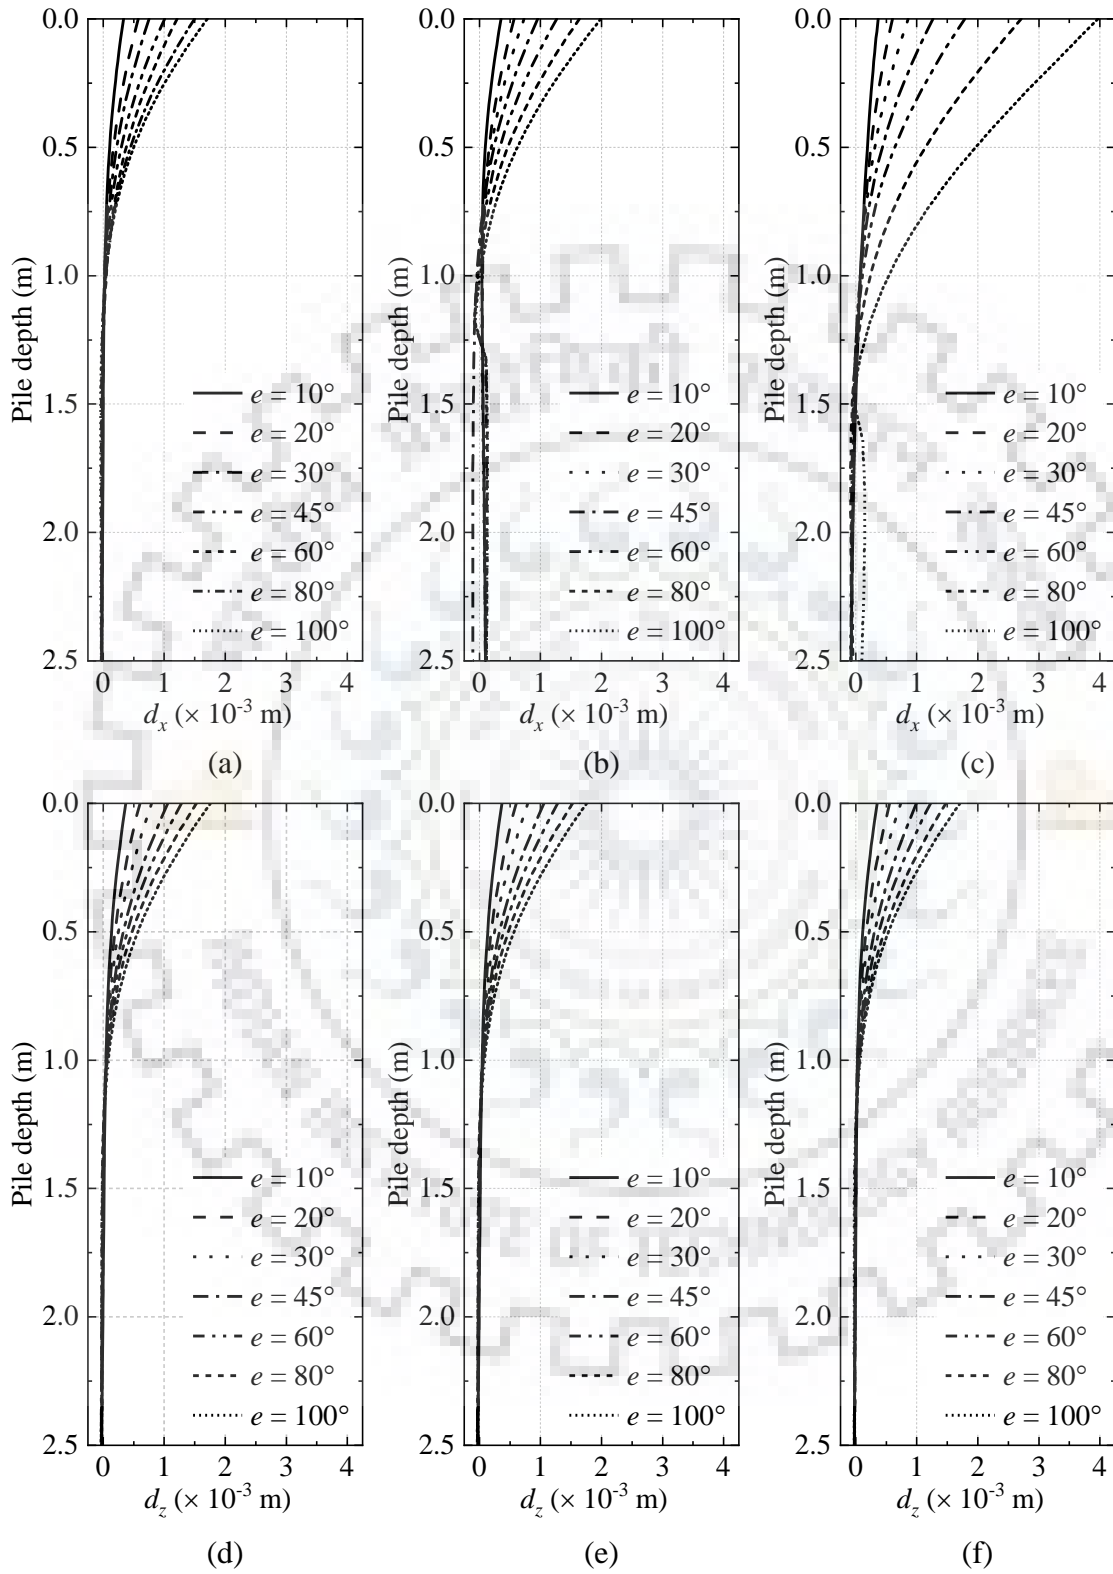 0.0
0.5
1.0
1.5
2.0
2.5
Pile depth (m)
e = 10°
e = 20°
e = 30°
e = 45°
e = 60°
e = 80°
e = 100°
0 1 2 3 4
dₓ (× 10⁻³ m)
(a)
0.0
0.5
1.0
1.5
2.0
2.5
Pile depth (m)
e = 10°
e = 20°
e = 30°
e = 45°
e = 60°
e = 80°
e = 100°
0 1 2 3 4
dₓ (× 10⁻³ m)
(b)
0.0
0.5
1.0
1.5
2.0
2.5
Pile depth (m)
e = 10°
e = 20°
e = 30°
e = 45°
e = 60°
e = 80°
e = 100°
0 1 2 3 4
dₓ (× 10⁻³ m)
(c)
0.0
0.5
1.0
1.5
2.0
2.5
Pile depth (m)
e = 10°
e = 20°
e = 30°
e = 45°
e = 60°
e = 80°
e = 100°
0 1 2 3 4
d_z (× 10⁻³ m)
(d)
0.0
0.5
1.0
1.5
2.0
2.5
Pile depth (m)
e = 10°
e = 20°
e = 30°
e = 45°
e = 60°
e = 80°
e = 100°
0 1 2 3 4
d_z (× 10⁻³ m)
(e)
0.0
0.5
1.0
1.5
2.0
2.5
Pile depth (m)
e = 10°
e = 20°
e = 30°
e = 45°
e = 60°
e = 80°
e = 100°
0 1 2 3 4
d_z (× 10⁻³ m)
(f)